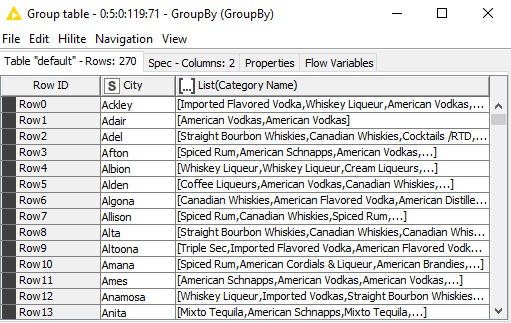 Group table - 0:5:0:119:71 - GroupBy (GroupBy)
File Edit Hilite Navigation View
Table "default" - Rows: 270 Spec - Columns: 2 Properties Flow Variables
Row ID S City [...] List(Category Name)
Row0 Ackley [Imported Flavored Vodka,Whiskey Liqueur,American Vodkas,...
Row1 Adair [American Vodkas,American Vodkas]
Row2 Adel [Straight Bourbon Whiskies,Canadian Whiskies,Cocktails /RTD,...
Row3 Afton [Spiced Rum,American Schnapps,American Vodkas,...]
Row4 Albion [Whiskey Liqueur,Whiskey Liqueur,Cream Liqueurs,...]
Row5 Alden [Coffee Liqueurs,American Vodkas,Canadian Whiskies,...]
Row6 Algona [Canadian Whiskies,American Flavored Vodka,American Distille...
Row7 Allison [Spiced Rum,Canadian Whiskies,Spiced Rum,...]
Row8 Alta [Straight Bourbon Whiskies,Canadian Whiskies,Canadian Whis...
Row9 Altoona [Triple Sec,Imported Flavored Vodka,American Flavored Vodk...
Row10 Amana [Spiced Rum,American Cordials & Liqueur,American Brandies,...]
Row11 Ames [American Schnapps,American Vodkas,American Vodkas,...]
Row12 Anamosa [Whiskey Liqueur,Imported Vodkas,Straight Bourbon Whiskies...
Row13 Anita [Mixto Tequila,American Schnapps,Mixto Tequila,...]